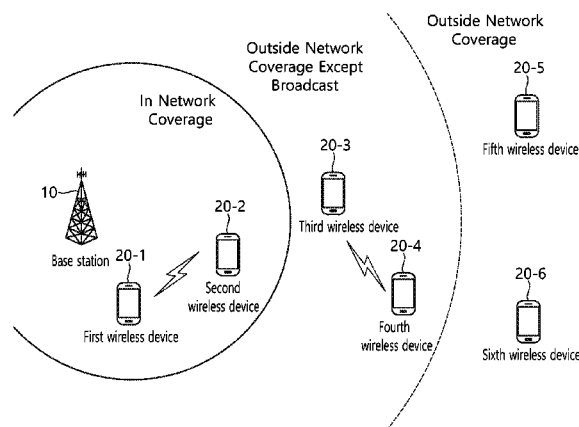 Outside Network
Coverage
Outside Network
Coverage Except
Broadcast
In Network
Coverage
20-5
Fifth wireless device
20-3
Third wireless device
10
Base station
20-2
Second
wireless device
20-1
First wireless device
20-4
Fourth
wireless device
20-6
Sixth wireless device